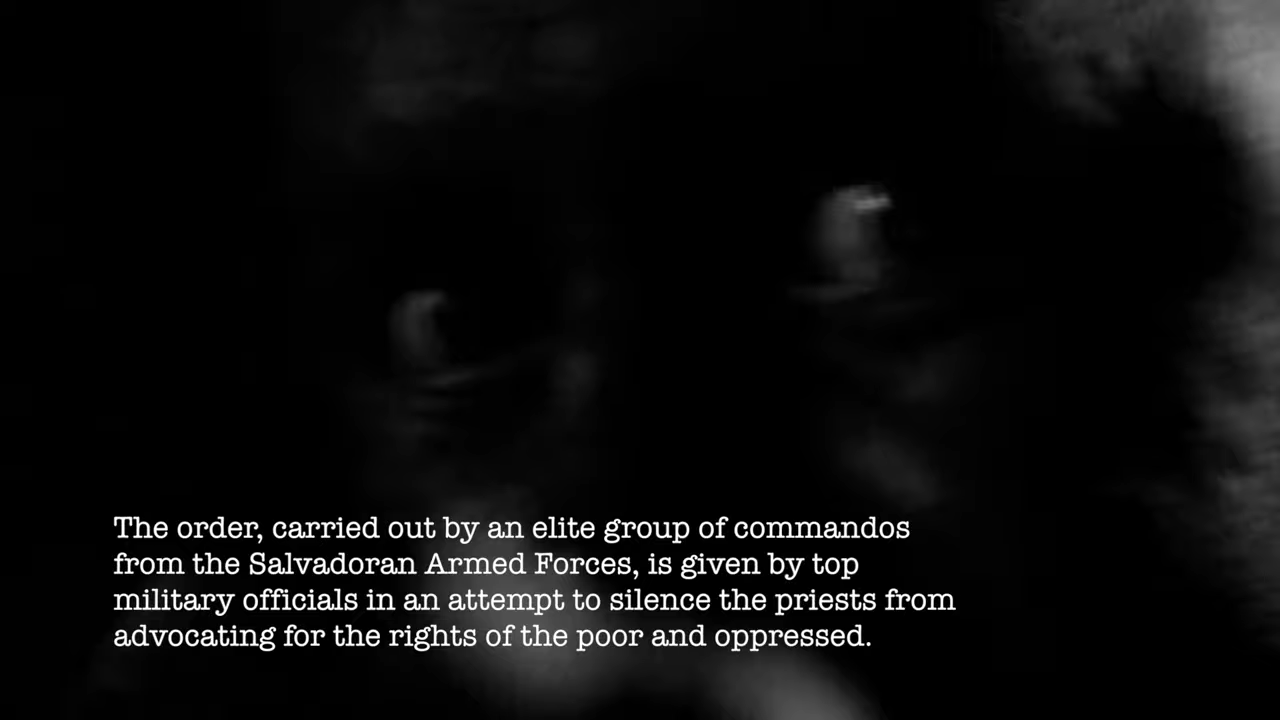 The order, carried out by an elite group of commandos
from the Salvadoran Armed Forces, is given by top
military officials in an attempt to silence the priests from
advocating for the rights of the poor and oppressed.